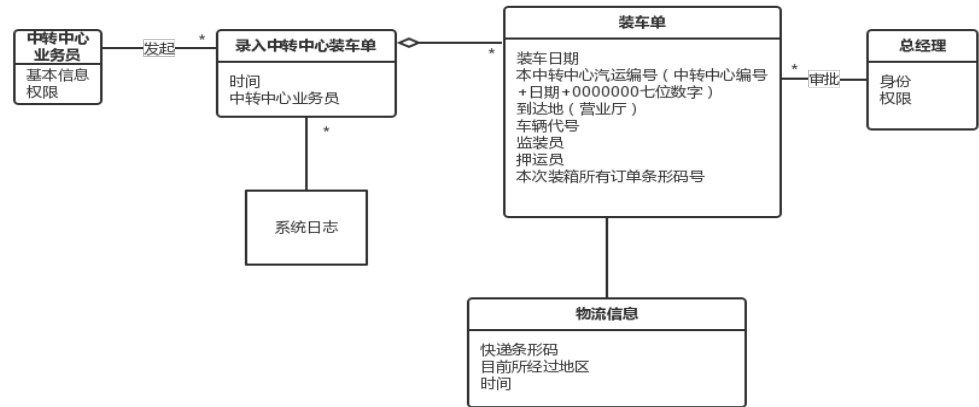 中转中心
业务员
基本信息
权限
发起
*
录入中转中心装车单
时间
中转中心业务员
*
系统日志
*
装车单
装车日期
本中转中心汽运编号（中转中心编号
+日期+0000000七位数字）
到达地（营业厅）
车辆代号
监装员
押运员
本次装箱所有订单条形码号
*
审批
总经理
身份
权限
物流信息
快递条形码
目前所经过地区
时间